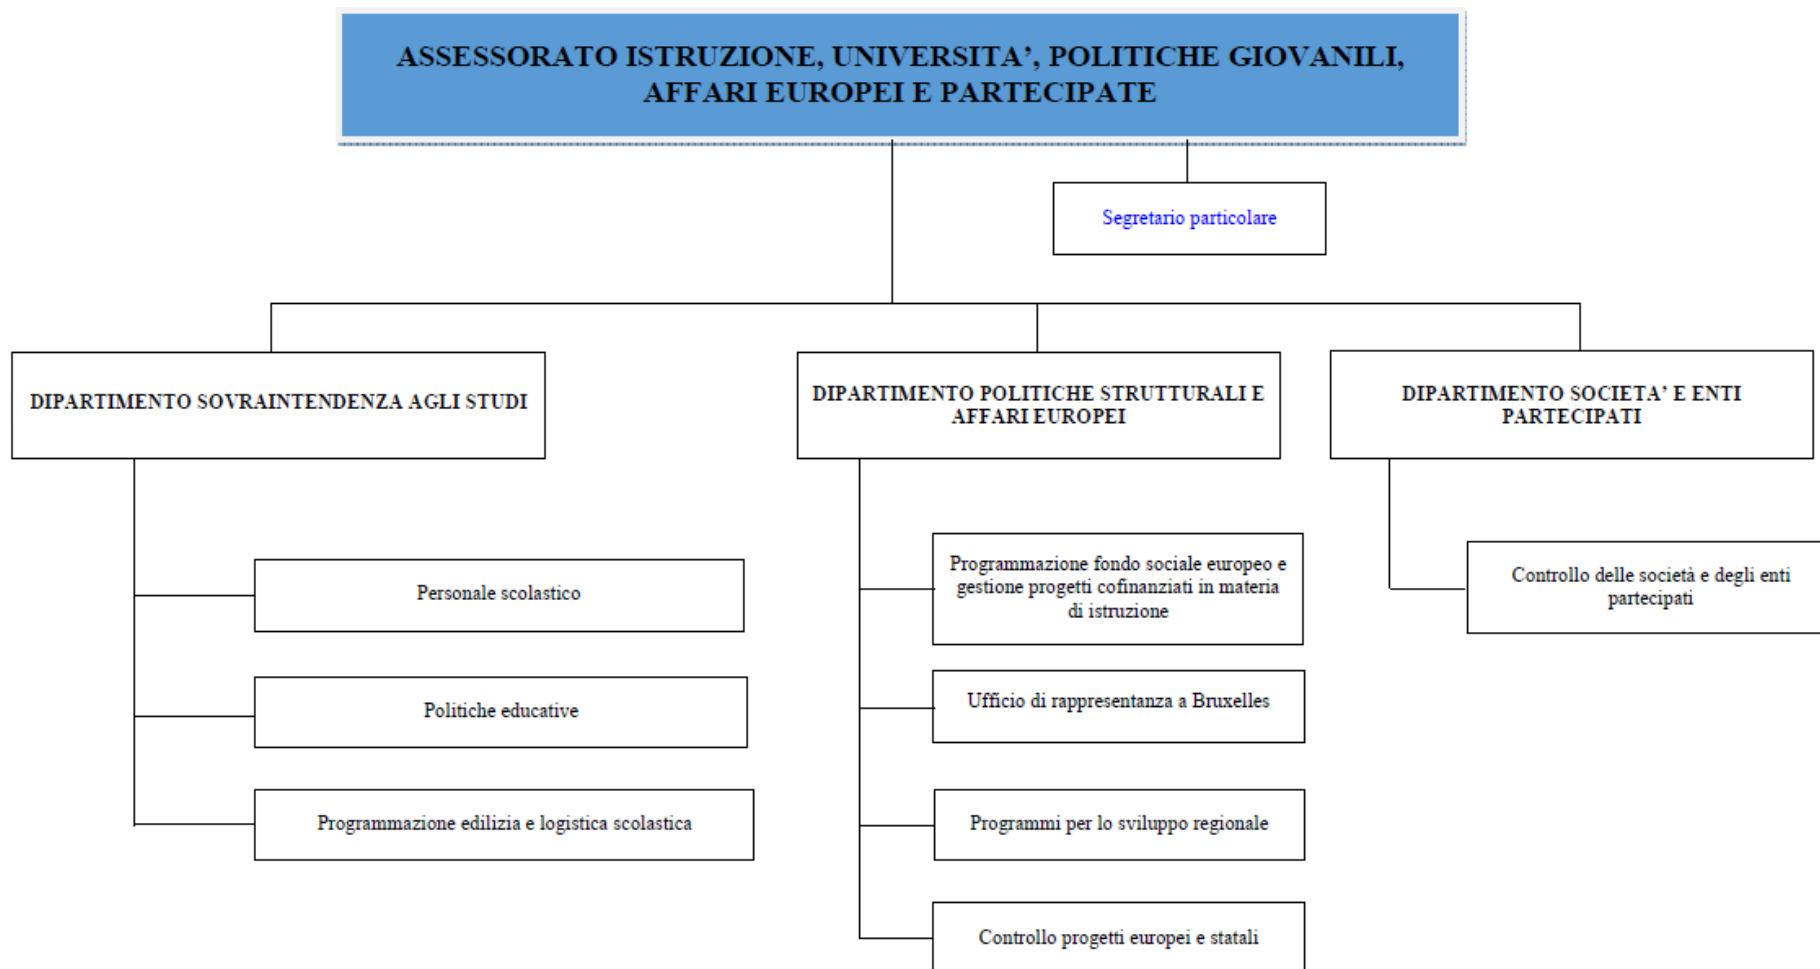 ASSESSORATO ISTRUZIONE, UNIVERSITA’, POLITICHE GIOVANILI,
AFFARI EUROPEI E PARTECIPATE
Segretario particolare
DIPARTIMENTO SOVRAINTENDENZA AGLI STUDI
DIPARTIMENTO POLITICHE STRUTTURALI E
AFFARI EUROPEI
DIPARTIMENTO SOCIETA’ E ENTI
PARTECIPATI
Personale scolastico
Politiche educative
Programmazione edilizia e logistica scolastica
Programmazione fondo sociale europeo e
gestione progetti cofinanziati in materia
di istruzione
Ufficio di rappresentanza a Bruxelles
Programmi per lo sviluppo regionale
Controllo progetti europei e statali
Controllo delle società e degli enti
partecipati